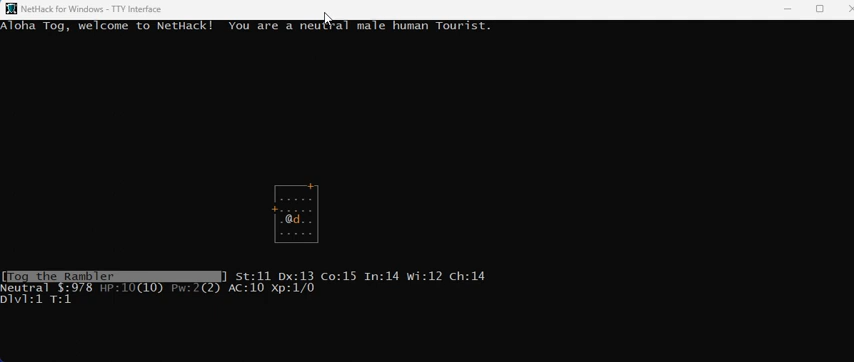 NetHack for Windows - TTY Interface
Aloha Tog, welcome to NetHack!  You are a neutral male human Tourist.
+
.....
+.....
.@d..
.....
[Tog the Rambler                ] St:11 Dx:13 Co:15 In:14 Wi:12 Ch:14
Neutral $:978 HP:10(10) Pw:2(2) AC:10 Xp:1/0
Dlvl:1 T:1